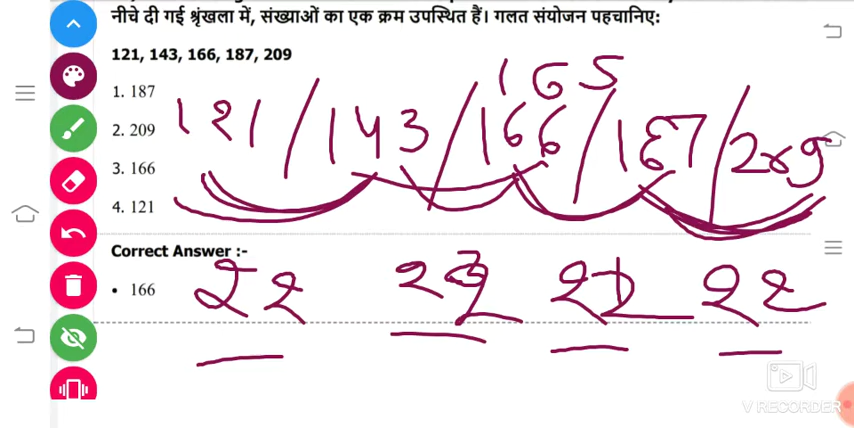 नीचे दी गई श्रृंखला में, संख्याओं का एक क्रम उपस्थित हैं। गलत संयोजन पहचानिए:
121, 143, 166, 187, 209
1. 187
2. 209
3. 166
4. 121
165
121 / 143 / 166 / 187 / 209
Correct Answer :-
• 166
22 23 21 22
V RECORDER